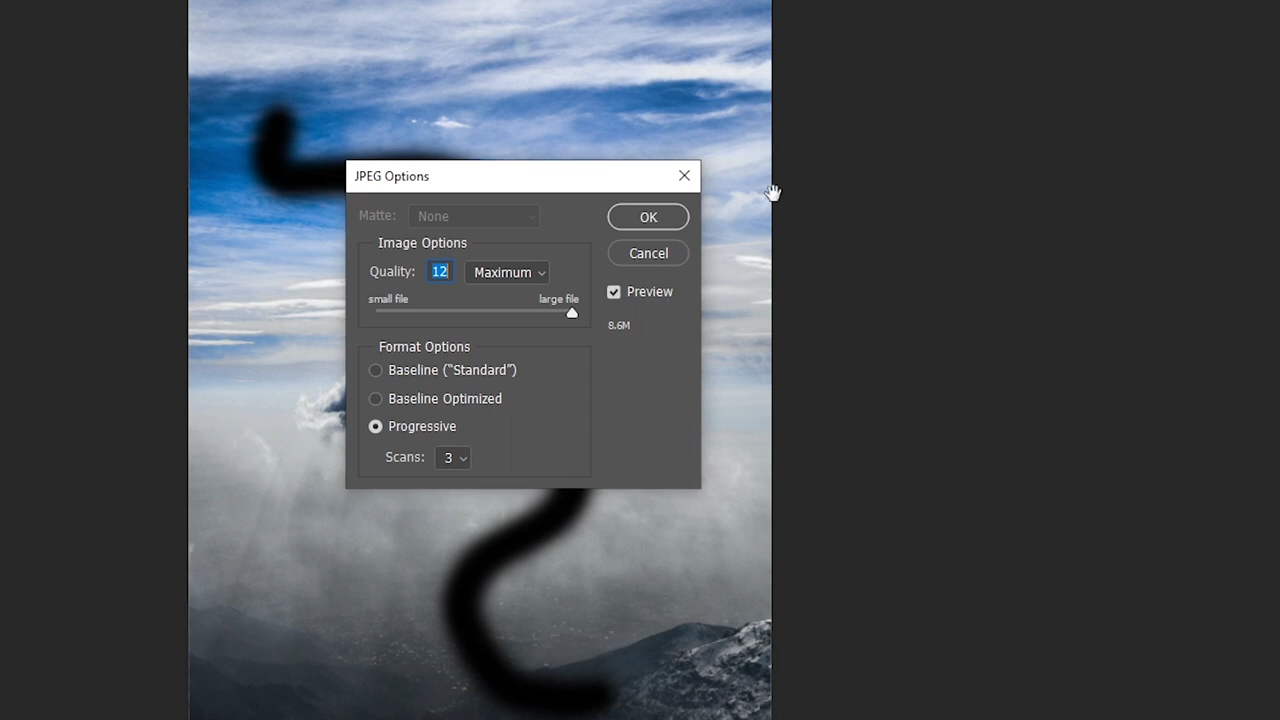 JPEG Options
Matte: None
OK
Image Options
Cancel
Quality: 12 Maximum
Preview
small file large file
8.6M
Format Options
Baseline (“Standard”)
Baseline Optimized
Progressive
Scans: 3